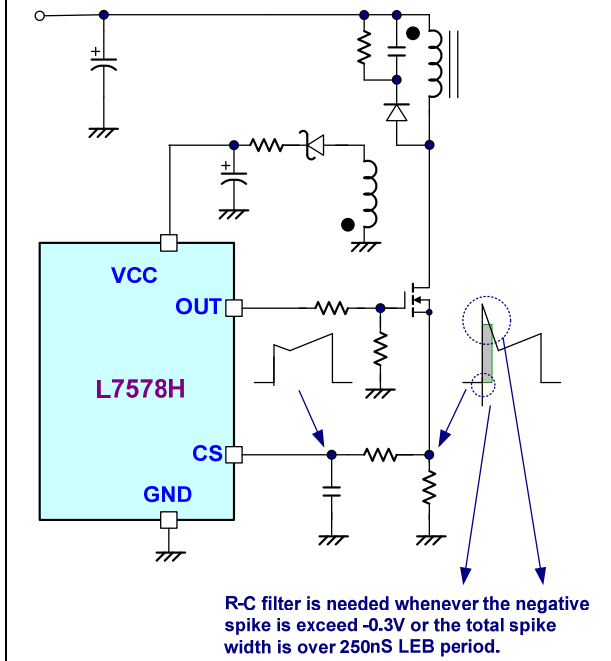 +
+
VCC
OUT
L7578H
CS
GND
R-C filter is needed whenever the negative
spike is exceed -0.3V or the total spike
width is over 250nS LEB period.